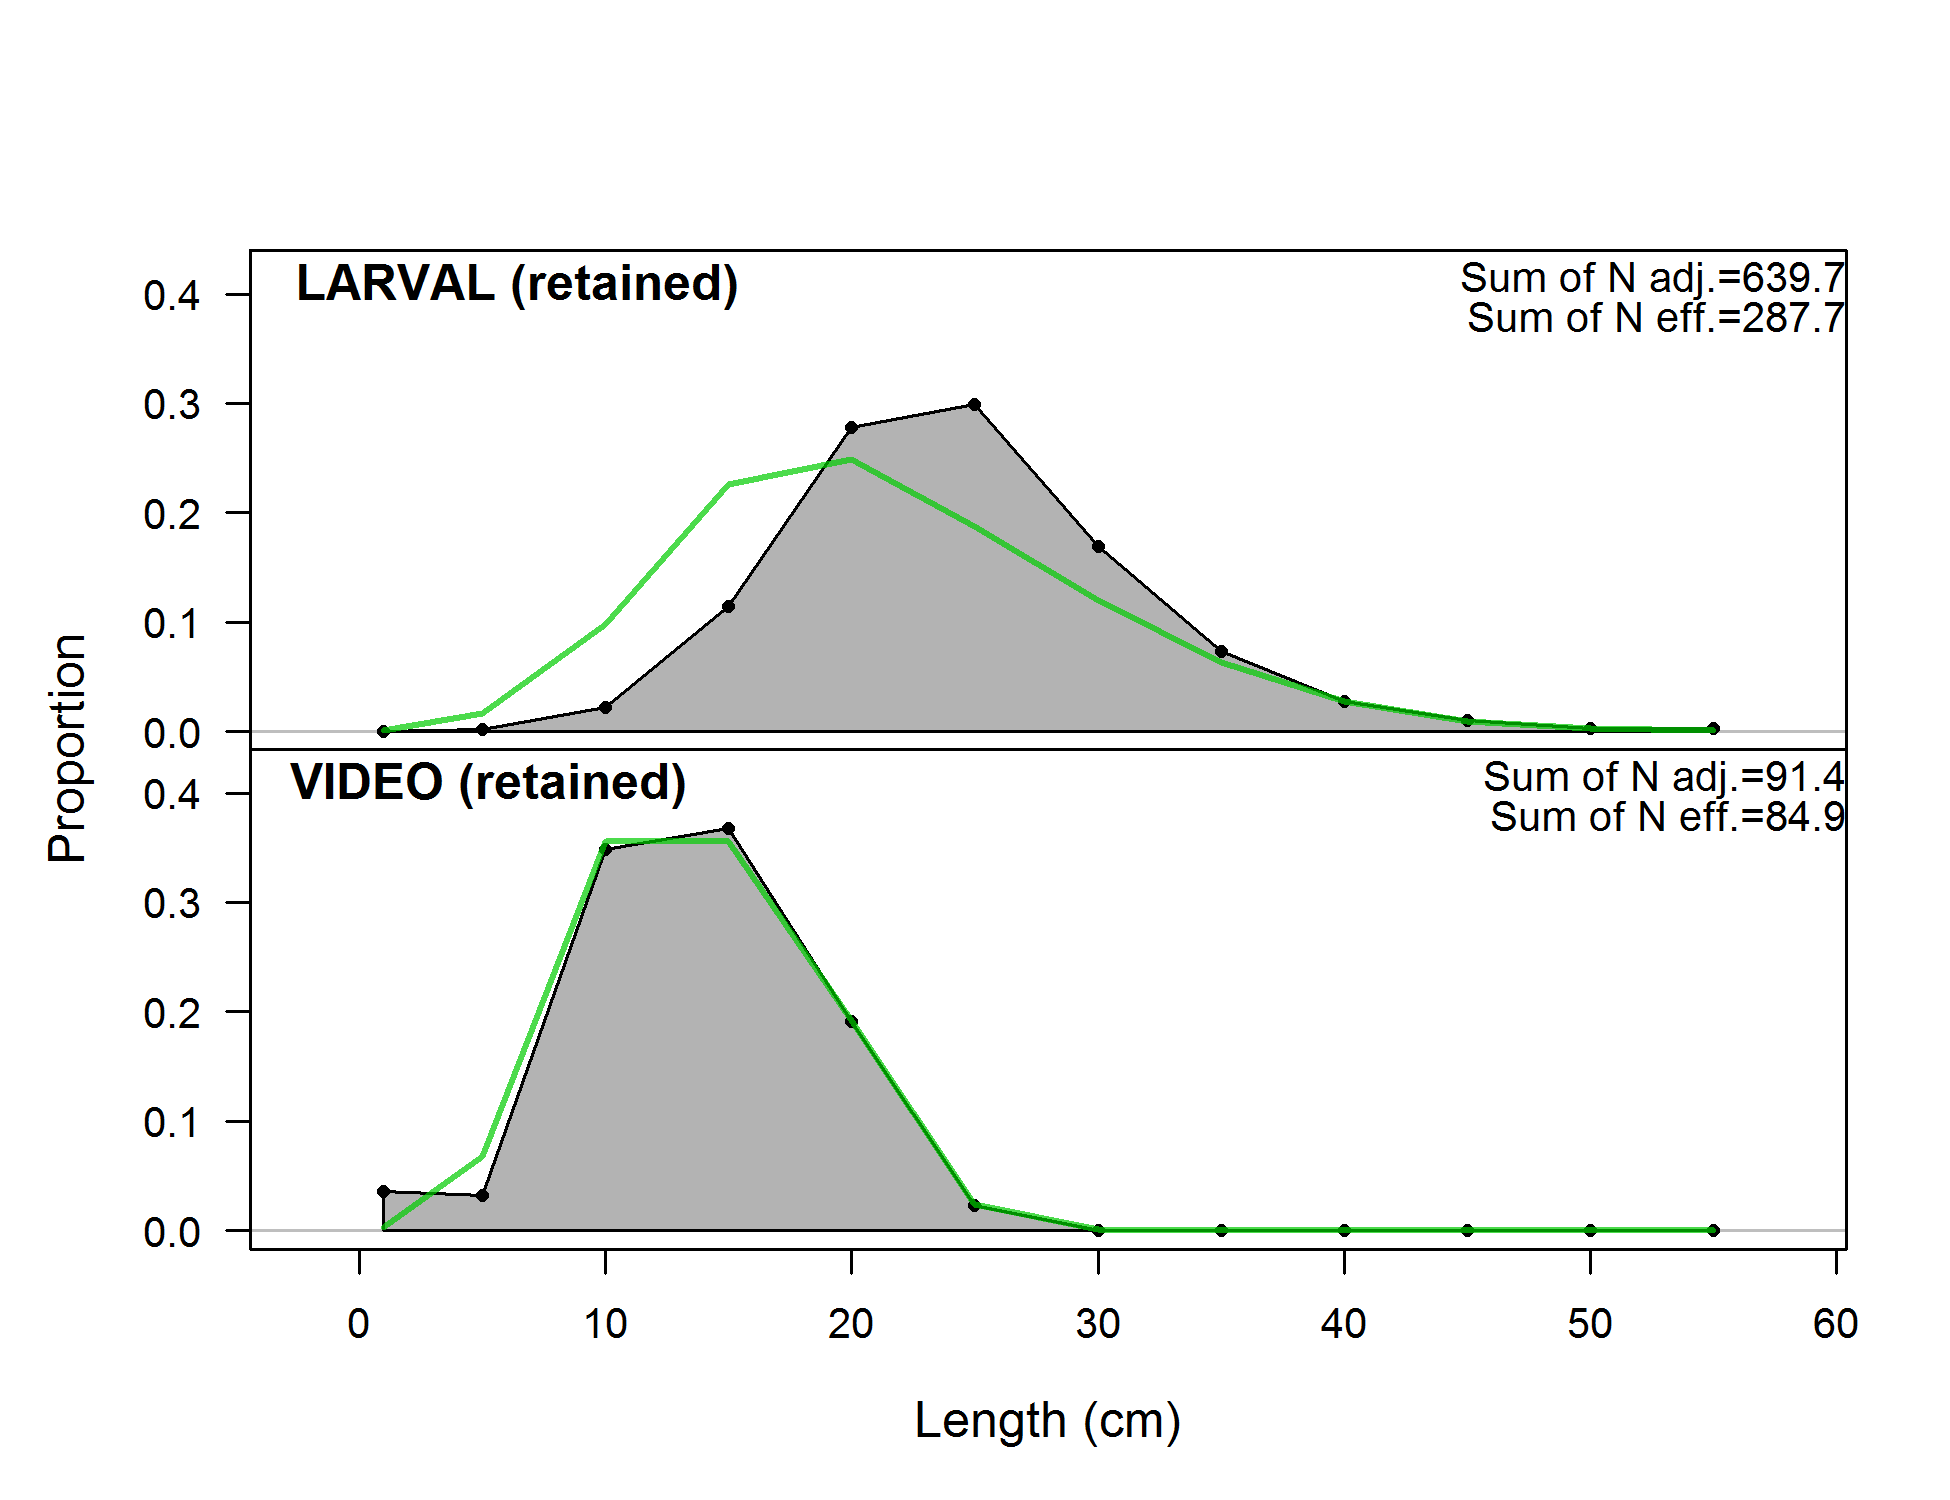 LARVAL (retained)
Sum of N adj.=639.7
Sum of N eff.=287.7
0.4
0.3
0.2
0.1
0.0
VIDEO (retained)
Sum of N adj.=91.4
Sum of N eff.=84.9
0.4
0.3
0.2
0.1
0.0
Proportion
0 10 20 30 40 50 60
Length (cm)